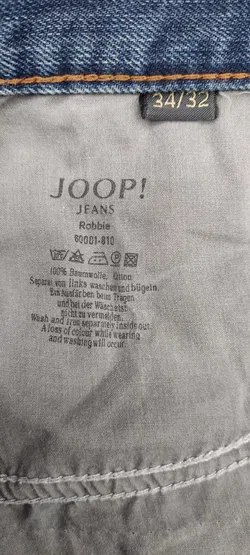 34/32
JOOP!
JEANS
Robbie
80001-810
100% Baumwolle.
Separat von links waschen und bügeln.
Ein Ausfärben beim Tragen
und bei der Wäsche ist
nicht zu vermeiden.
Wash and iron separately inside out.
A loss of colour while wearing
and washing will occur.